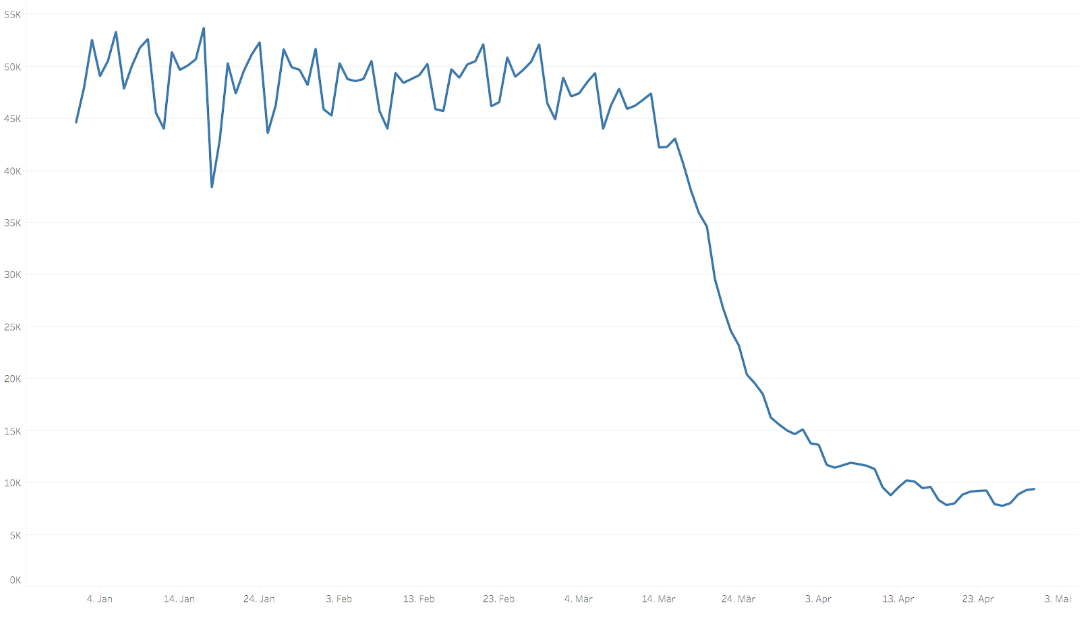 55K
50K
45K
40K
35K
30K
25K
20K
15K
10K
5K
0K
4. Jan 14. Jan 24. Jan 3. Feb 13. Feb 23. Feb 4. Mär 14. Mär 24. Mär 3. Apr 13. Apr 23. Apr 3. Mai